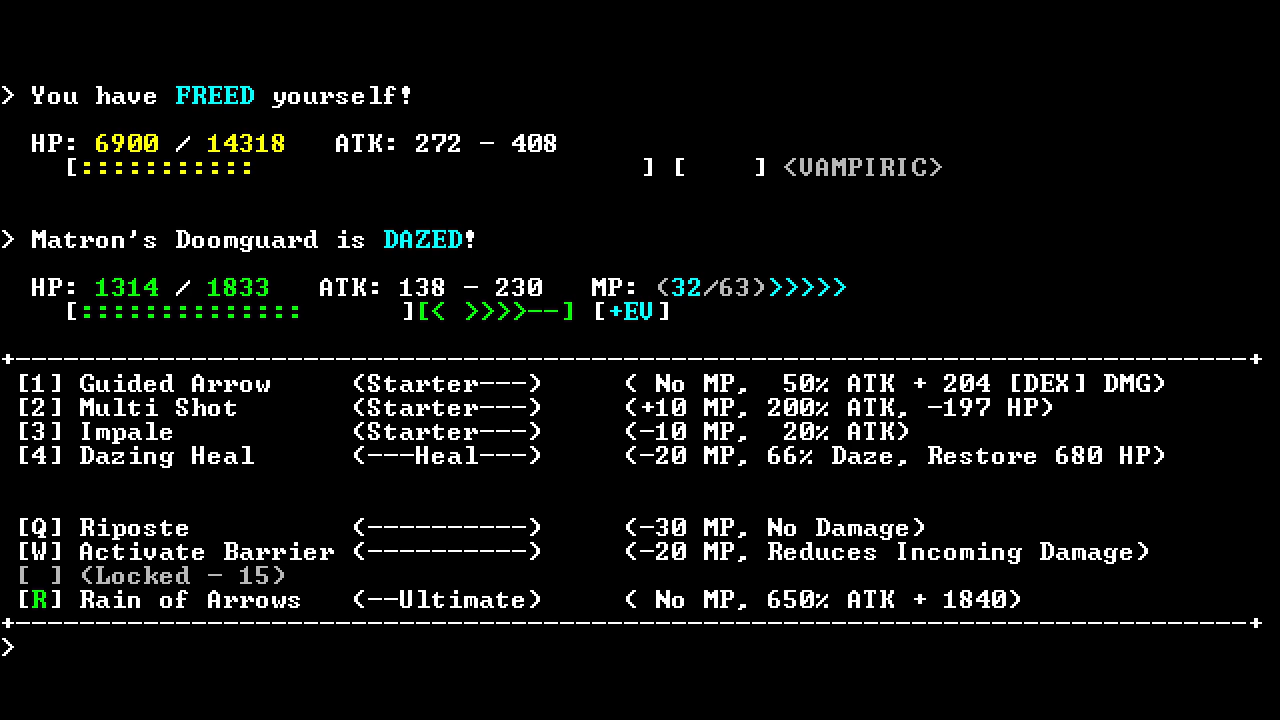 > You have FREED yourself!
HP: 6900 / 14318 ATK: 272 - 408
[:::::::::::] [ ] <VAMPIRIC>
> Matron's Doomguard is DAZED!
HP: 1314 / 1833 ATK: 138 - 230 MP: (32/63)>>>>>
[:::::::::::::: ][< >>>>--] [+EV]
+------------------------------------------------------------------------------+
[1] Guided Arrow (Starter---) ( No MP, 50% ATK + 204 [DEX] DMG)
[2] Multi Shot (Starter---) (+10 MP, 200% ATK, -197 HP)
[3] Impale (Starter---) (-10 MP, 20% ATK)
[4] Dazing Heal (---Heal---) (-20 MP, 66% Daze, Restore 680 HP)
[Q] Riposte (----------) (-30 MP, No Damage)
[W] Activate Barrier (----------) (-20 MP, Reduces Incoming Damage)
[ ] (Locked - 15)
[R] Rain of Arrows (--Ultimate) ( No MP, 650% ATK + 1840)
+------------------------------------------------------------------------------+
>